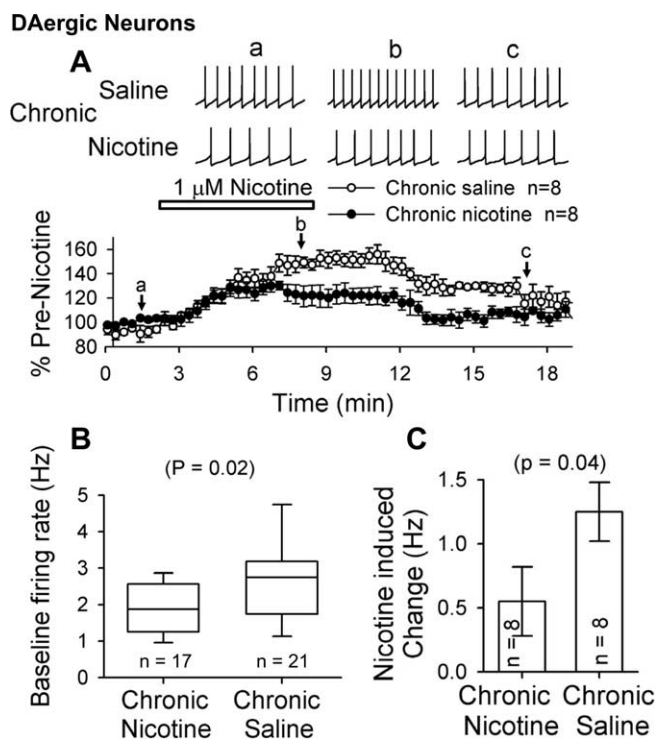 DAergic Neurons
A
a b c
Chronic
Saline
Nicotine
1 μM Nicotine
Chronic saline n=8
Chronic nicotine n=8
a
b
c
% Pre-Nicotine
160
140
120
100
80
0 3 6 9 12 15 18
Time (min)
B
(P = 0.02)
Baseline firing rate (Hz)
5
4
3
2
1
0
n = 17 n = 21
Chronic Nicotine
Chronic Saline
C
(p = 0.04)
Nicotine induced
Change (Hz)
1.5
1.0
0.5
0.0
n = 8
n = 8
Chronic Nicotine
Chronic Saline